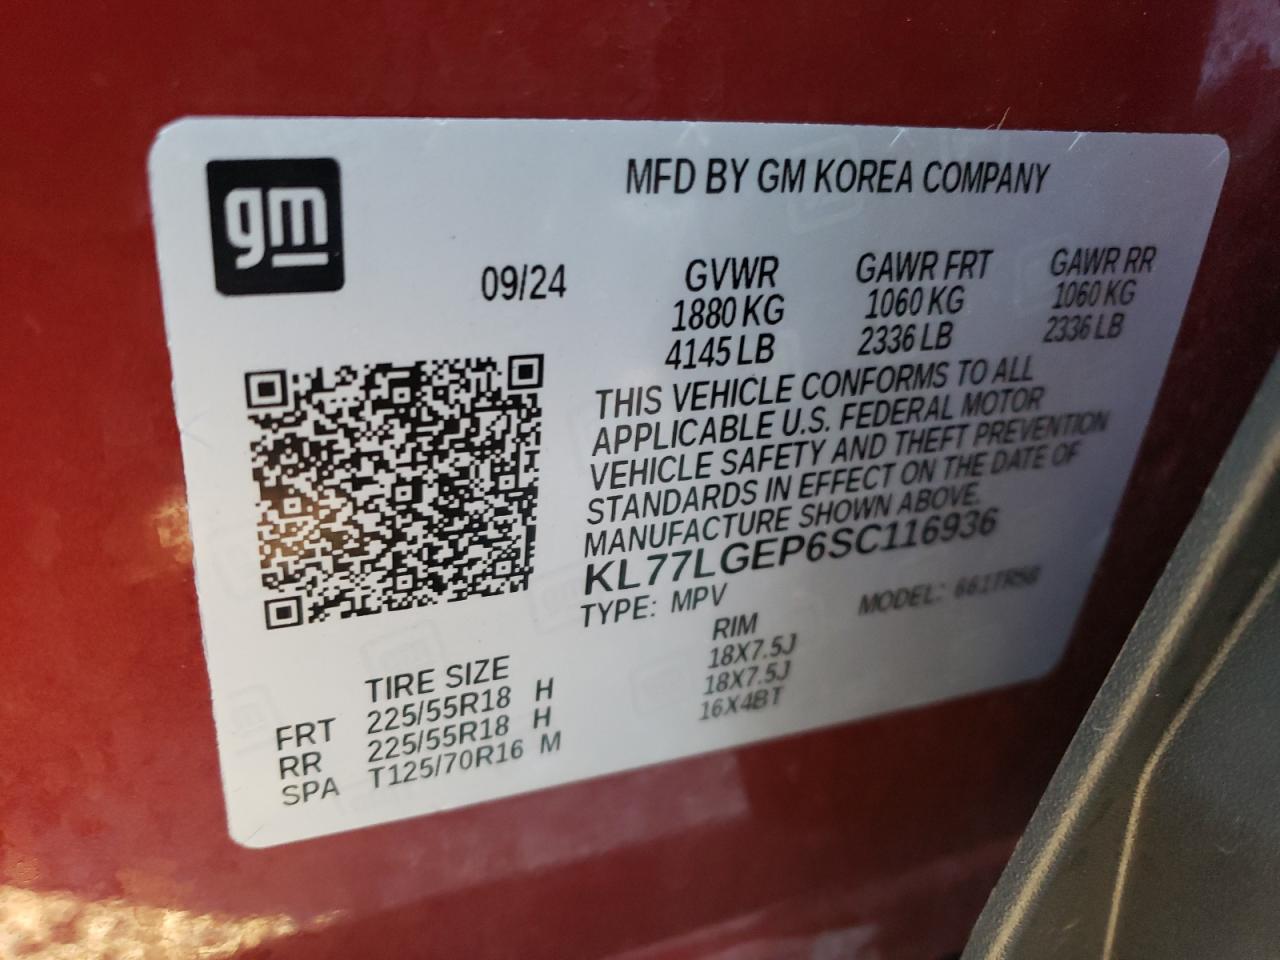 gm
MFD BY GM KOREA COMPANY
09/24
GVWR GAWR FRT GAWR RR
1880 KG 1060 KG 1060 KG
4145 LB 2336 LB 2336 LB
THIS VEHICLE CONFORMS TO ALL
APPLICABLE U.S. FEDERAL MOTOR
VEHICLE SAFETY AND THEFT PREVENTION
STANDARDS IN EFFECT ON THE DATE OF
MANUFACTURE SHOWN ABOVE.
KL77LGEP6SC116936
TYPE: MPV MODEL:
TIRE SIZE RIM
FRT 225/55R18 H 18X7.5J
RR 225/55R18 H 18X7.5J
SPA T125/70R16 M 16X4BT